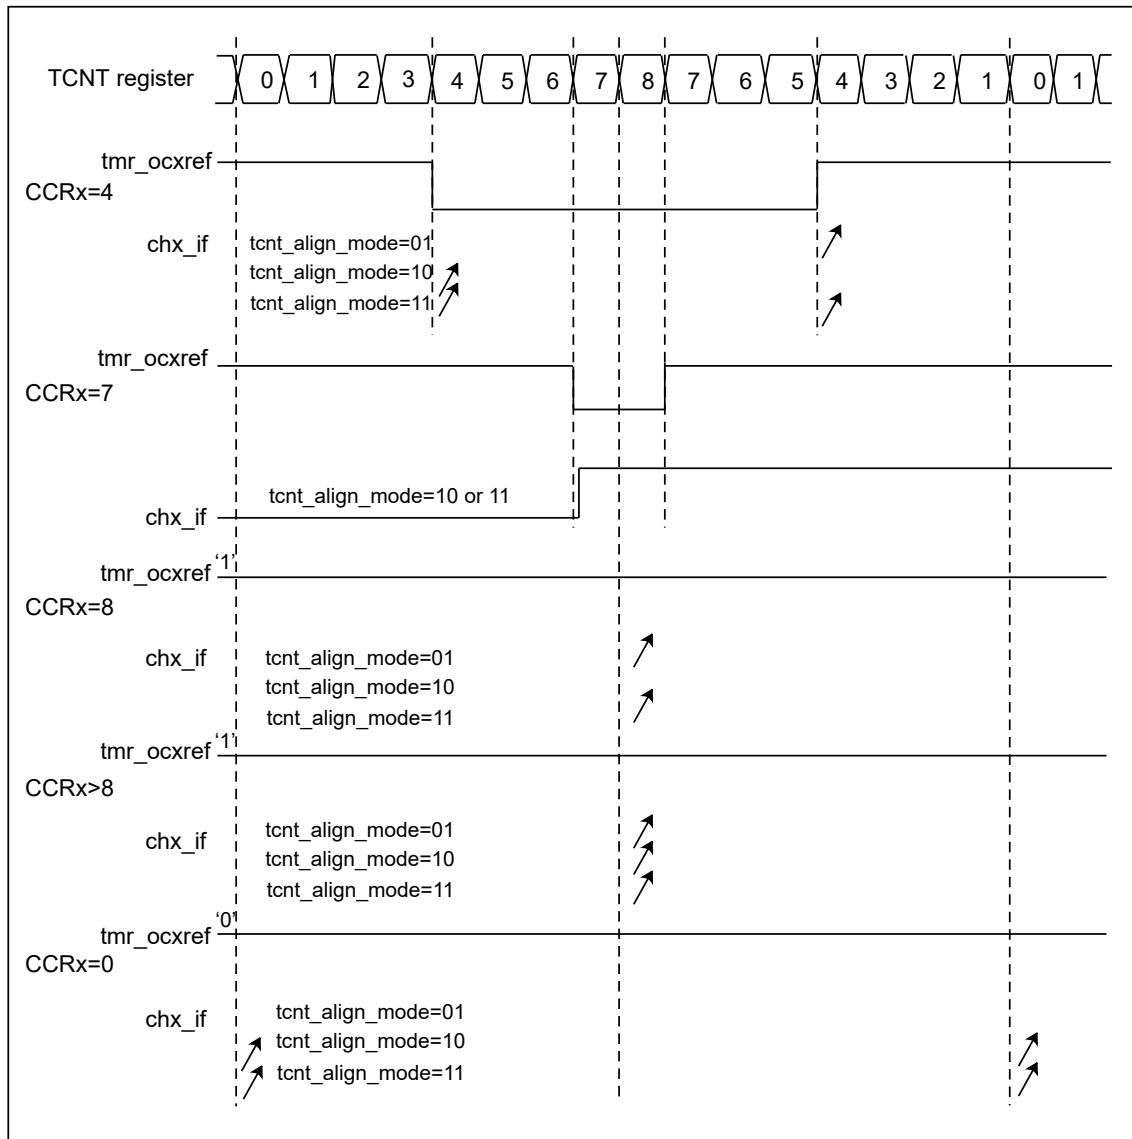 TCNT register 0 1 2 3 4 5 6 7 8 7 6 5 4 3 2 1 0 1
tmr_ocxref
CCRx=4
chx_if tcnt_align_mode=01
tcnt_align_mode=10
tcnt_align_mode=11
tmr_ocxref
CCRx=7
tcnt_align_mode=10 or 11
chx_if
tmr_ocxref '1'
CCRx=8
chx_if tcnt_align_mode=01
tcnt_align_mode=10
tcnt_align_mode=11
tmr_ocxref '1'
CCRx>8
chx_if tcnt_align_mode=01
tcnt_align_mode=10
tcnt_align_mode=11
tmr_ocxref '0'
CCRx=0
chx_if tcnt_align_mode=01
tcnt_align_mode=10
tcnt_align_mode=11